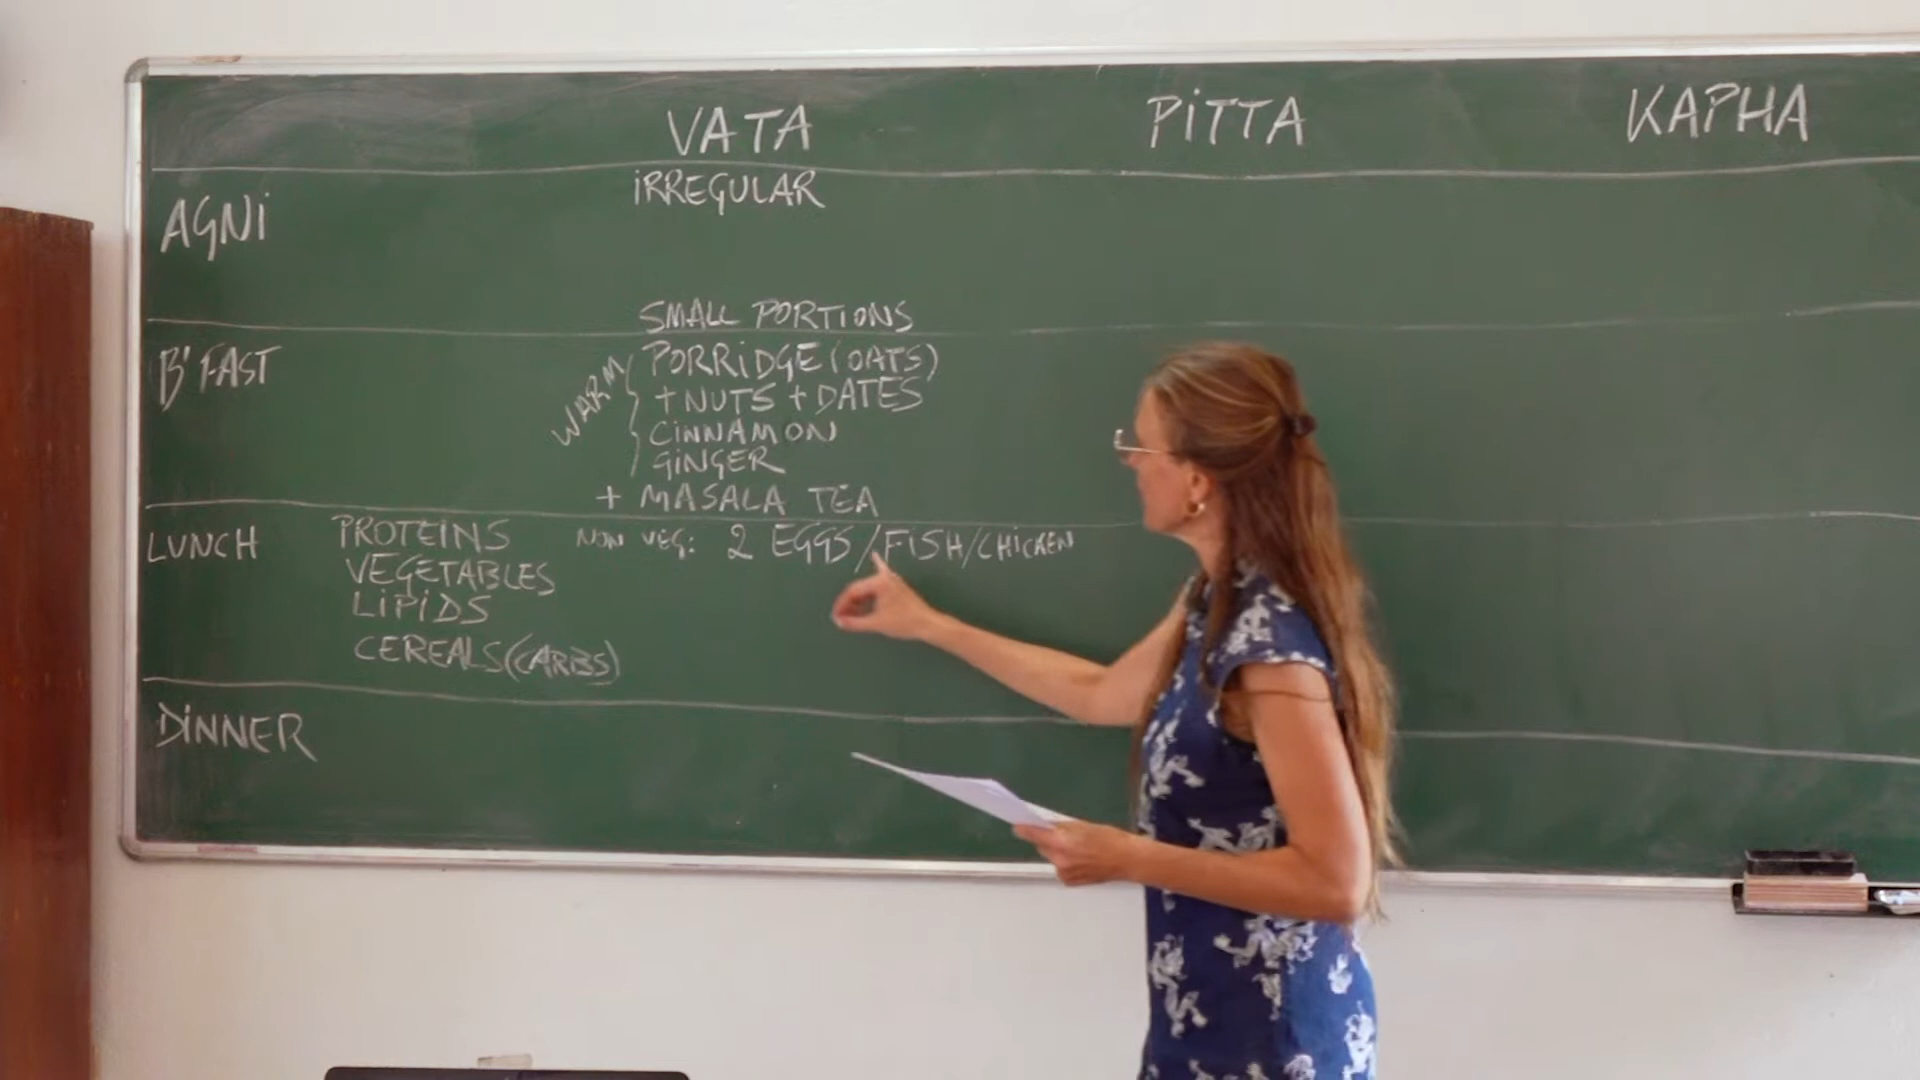 VATA PiTTA KAPHA
AGNi iRREGULAR
SMALL PORTIONS
B'FAST WARM PORRiDGE (OATS)
+ NUTS + DATES
CiNNAMON
GiNGER
+ MASALA TEA
LUNCH PROTEINS NON VEG: 2 EGGS/FiSH/CHiCKEN
VEGETABLES
LiPiDS
CEREALS (CARBS)
DiNNER